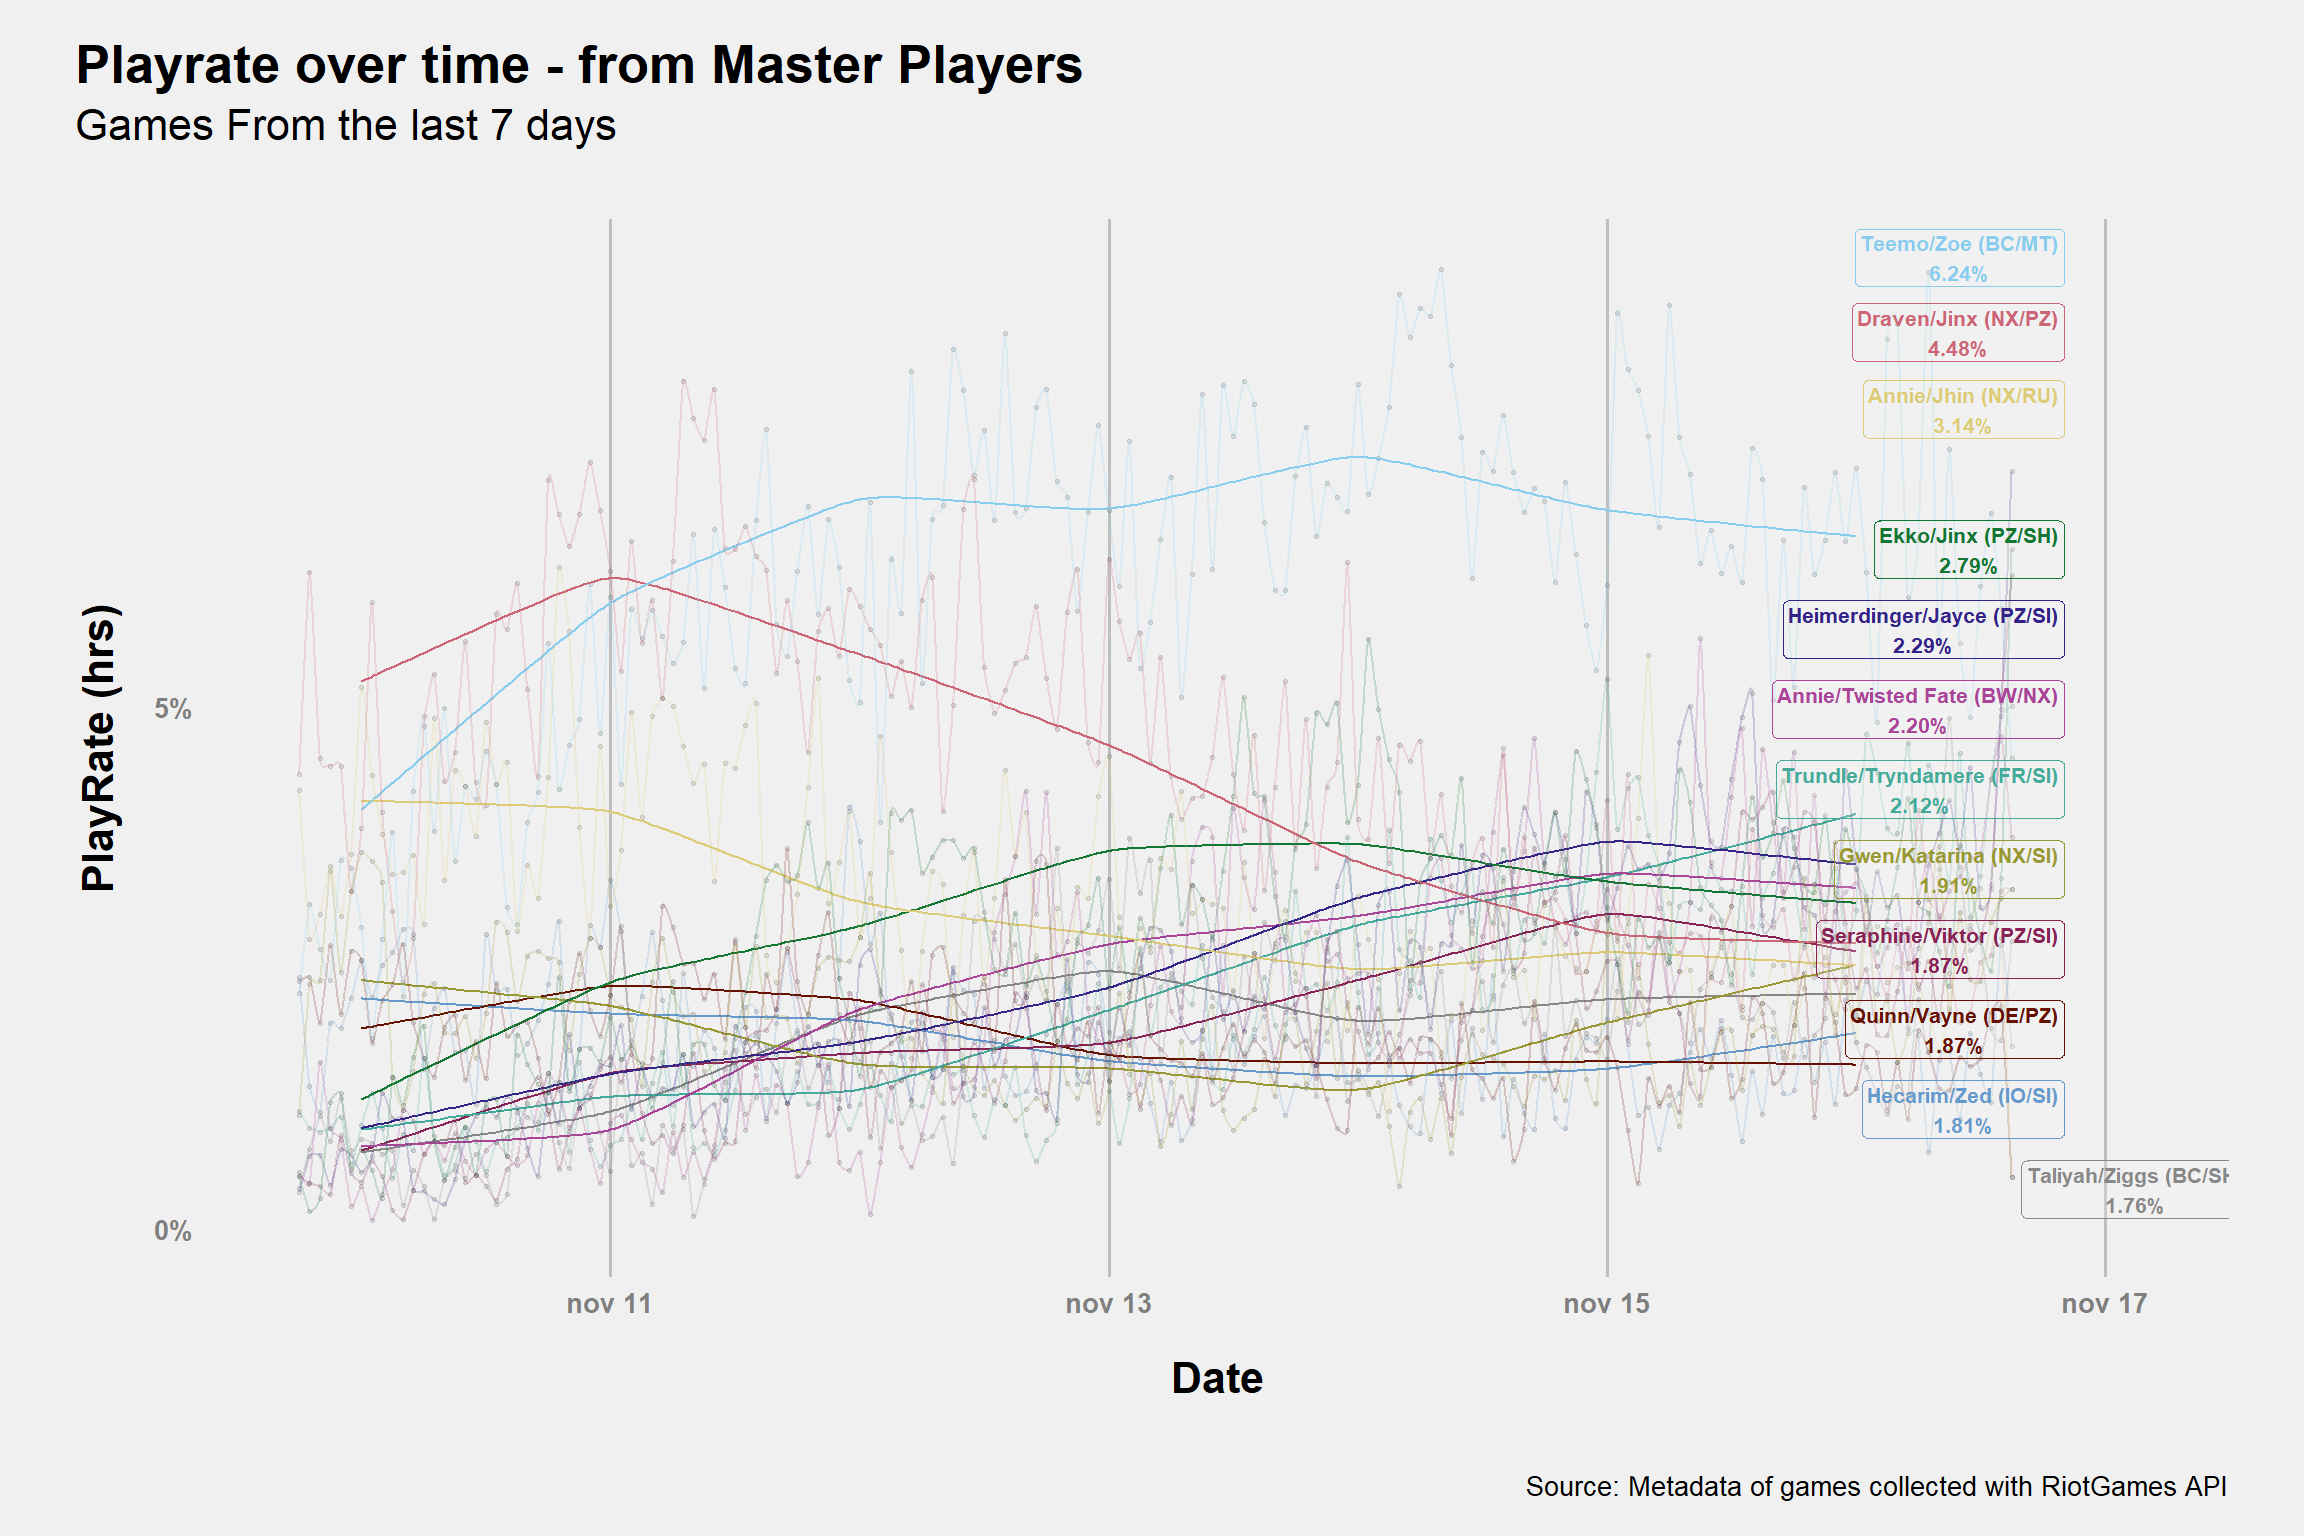 Playrate over time - from Master Players
Games From the last 7 days
Teemo/Zoe (BC/MT)
6.24%
Draven/Jinx (NX/PZ)
4.48%
Annie/Jhin (NX/RU)
3.14%
Ekko/Jinx (PZ/SH)
2.79%
Heimerdinger/Jayce (PZ/SI)
2.29%
Annie/Twisted Fate (BW/NX)
2.20%
Trundle/Tryndamere (FR/SI)
2.12%
Gwen/Katarina (NX/SI)
1.91%
Seraphine/Viktor (PZ/SI)
1.87%
Quinn/Vayne (DE/PZ)
1.87%
Hecarim/Zed (IO/SI)
1.81%
Taliyah/Ziggs (BC/SH
1.76%
PlayRate (hrs)
5%
0%
nov 11
nov 13
nov 15
nov 17
Date
Source: Metadata of games collected with RiotGames API